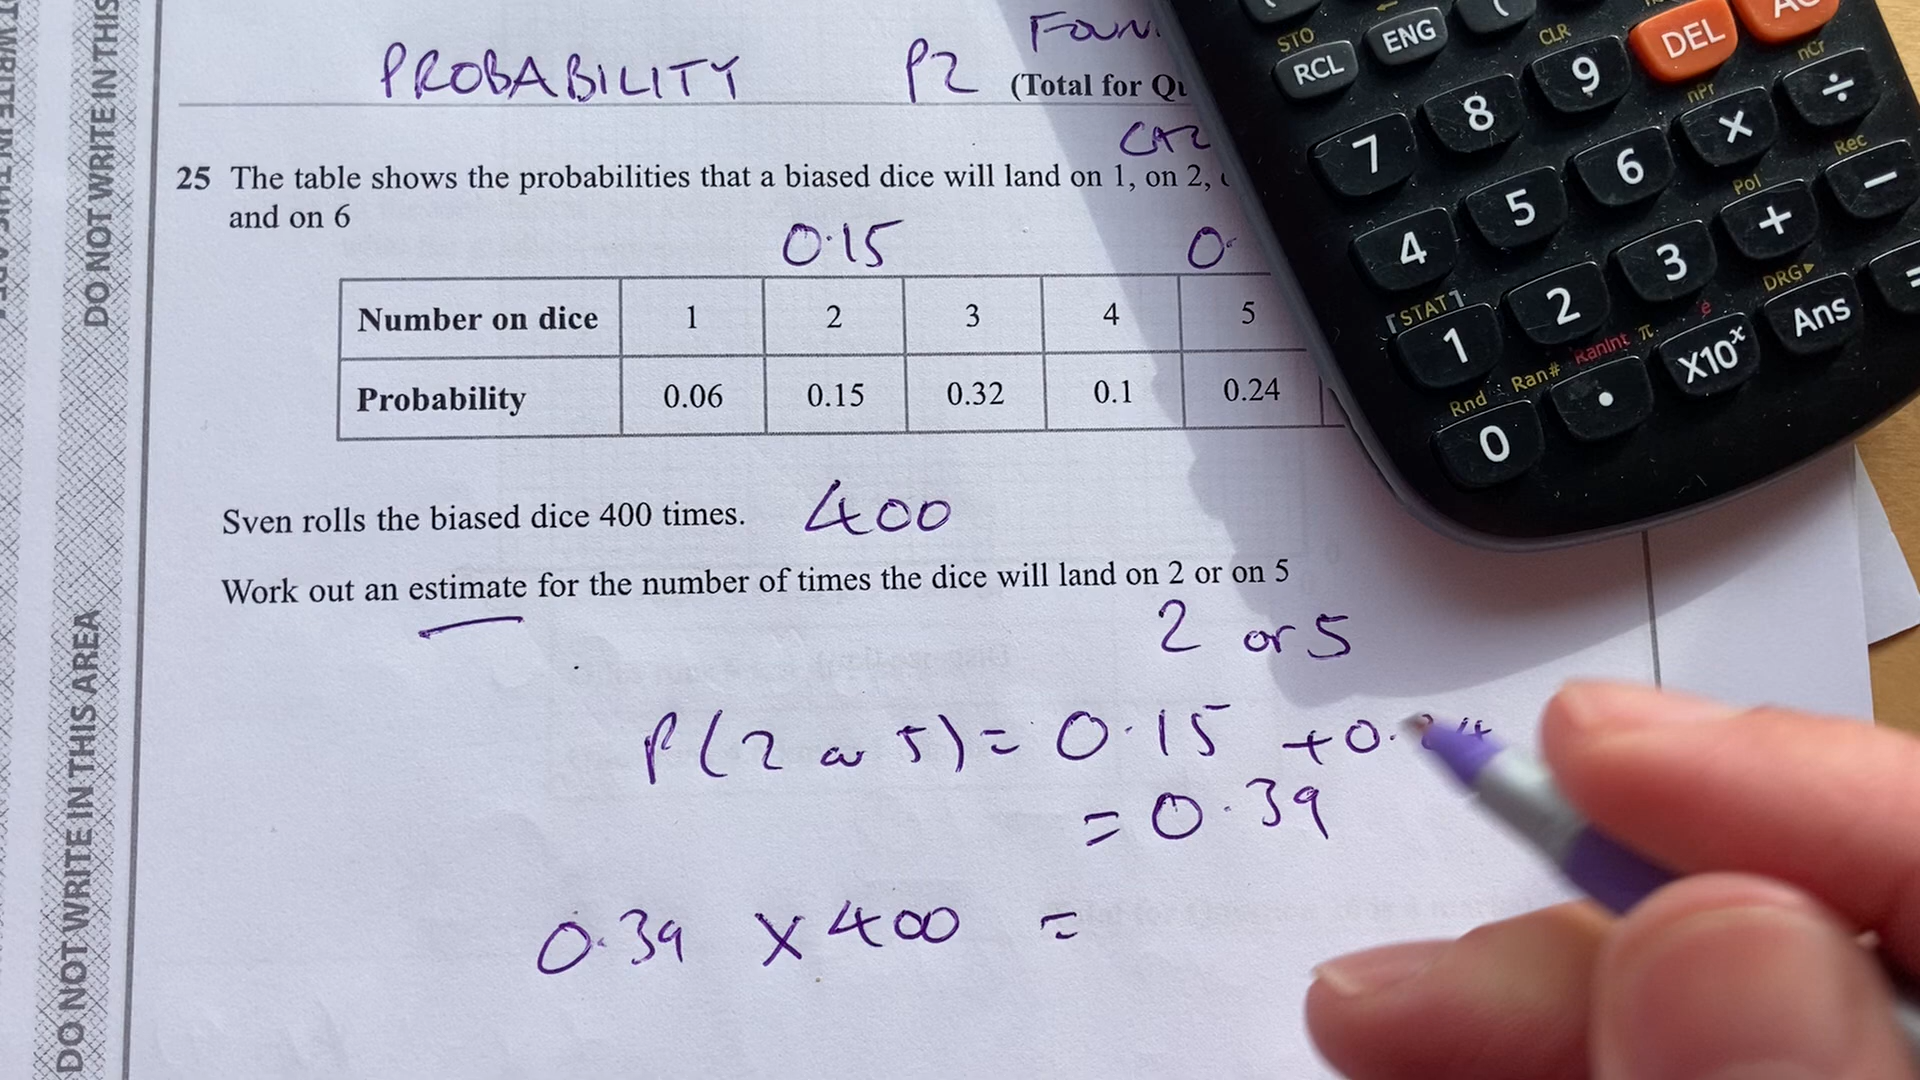 PROBABILITY P2 FOUN.
(Total for Qu
CA2
25 The table shows the probabilities that a biased dice will land on 1, on 2,
and on 6
0.15 0.
Number on dice 1 2 3 4 5
Probability 0.06 0.15 0.32 0.1 0.24
Sven rolls the biased dice 400 times. 400
Work out an estimate for the number of times the dice will land on 2 or on 5
2 or 5
P(2 or 5) = 0.15 + 0.24
= 0.39
0.39 × 400 =
DO NOT WRITE IN THIS
DO NOT WRITE IN THIS AREA
STO CLR
RCL ENG ( DEL AC
nPr nCr
7 8 9 × ÷
Pol Rec
4 5 6 + −
STAT DRG▸
1 2 3 Ans =
Rnd Ran# RanInt π e
0 . ×10ˣ